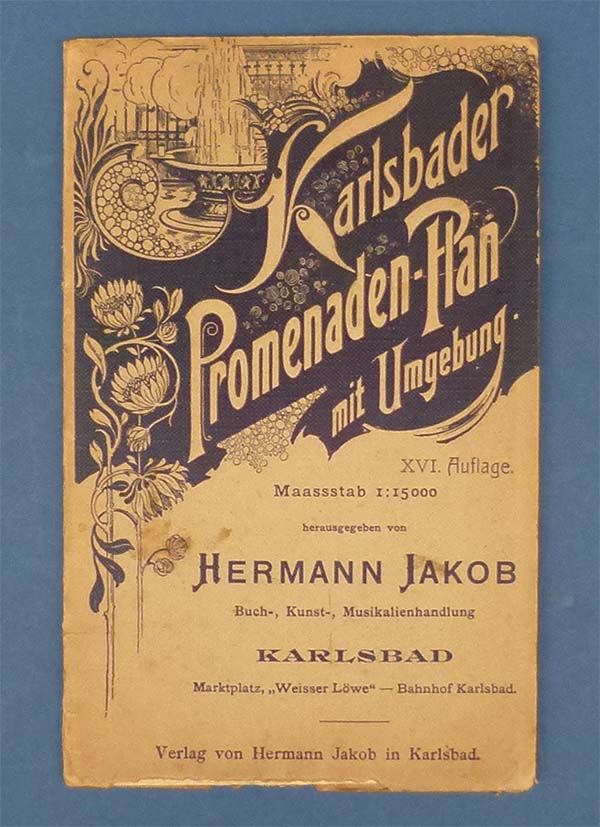 Karlsbader
Promenaden-Plan
mit Umgebung.
XVI. Auflage.
Maassstab 1:15000
herausgegeben von
HERMANN JAKOB
Buch-, Kunst-, Musikalienhandlung
KARLSBAD
Marktplatz, „Weisser Löwe“ — Bahnhof Karlsbad.
Verlag von Hermann Jakob in Karlsbad.